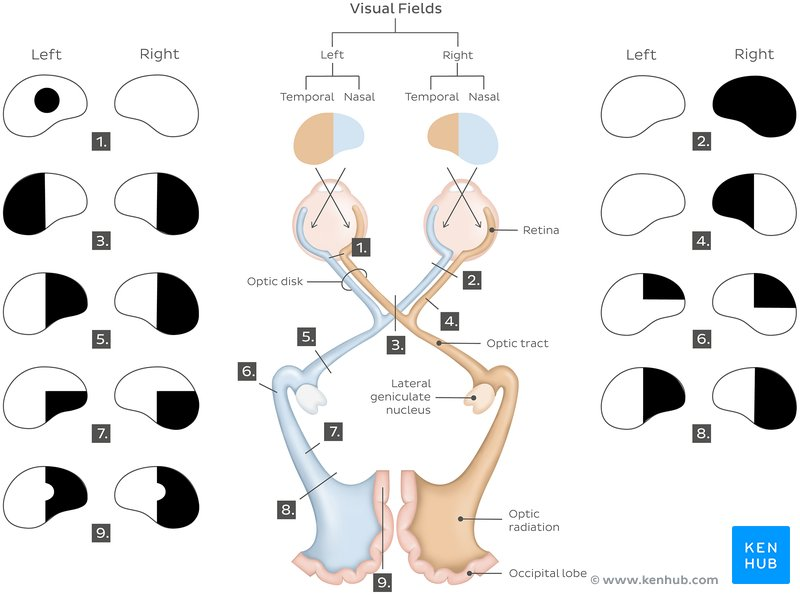 Visual Fields
Left
Right
Left
Right
Left
Right
Temporal
Nasal
Temporal
Nasal
1.
2.
3.
4.
5.
6.
7.
8.
9.
1.
Retina
Optic disk
2.
3.
4.
5.
Optic tract
6.
Lateral
geniculate
nucleus
7.
8.
Optic
radiation
9.
Occipital lobe
© www.kenhub.com
KEN
HUB